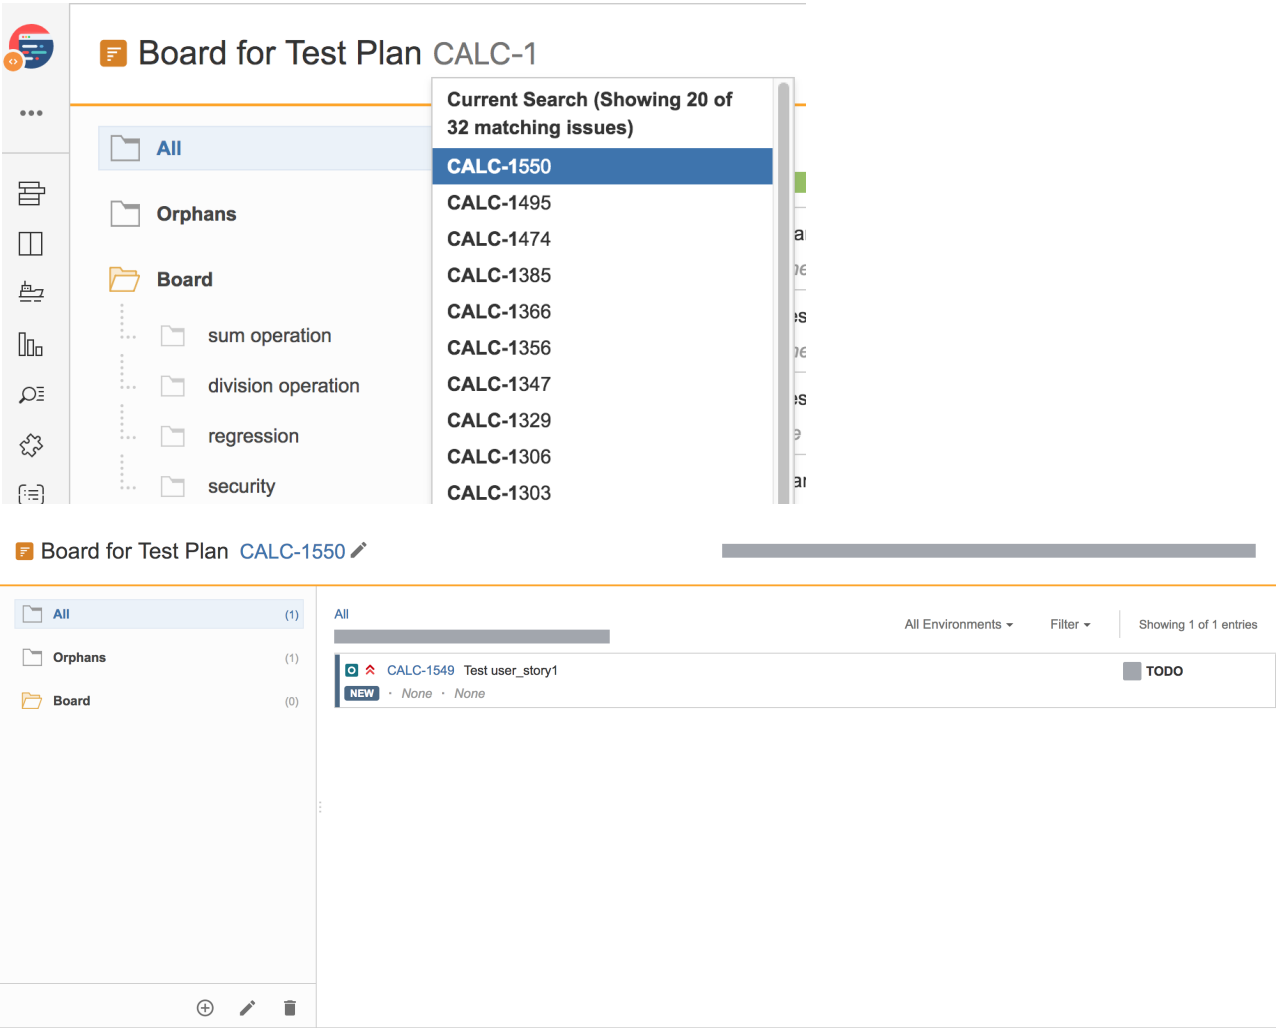 Board for Test Plan CALC-1
Current Search (Showing 20 of
32 matching issues)
All
CALC-1550
CALC-1495
Orphans
CALC-1474
CALC-1385
Board
CALC-1366
sum operation
CALC-1356
division operation
CALC-1347
CALC-1329
regression
CALC-1306
security
CALC-1303
Board for Test Plan CALC-1550
All (1)
Orphans (1)
Board (0)
All
All Environments Filter Showing 1 of 1 entries
CALC-1549 Test user_story1 TODO
NEW · None · None